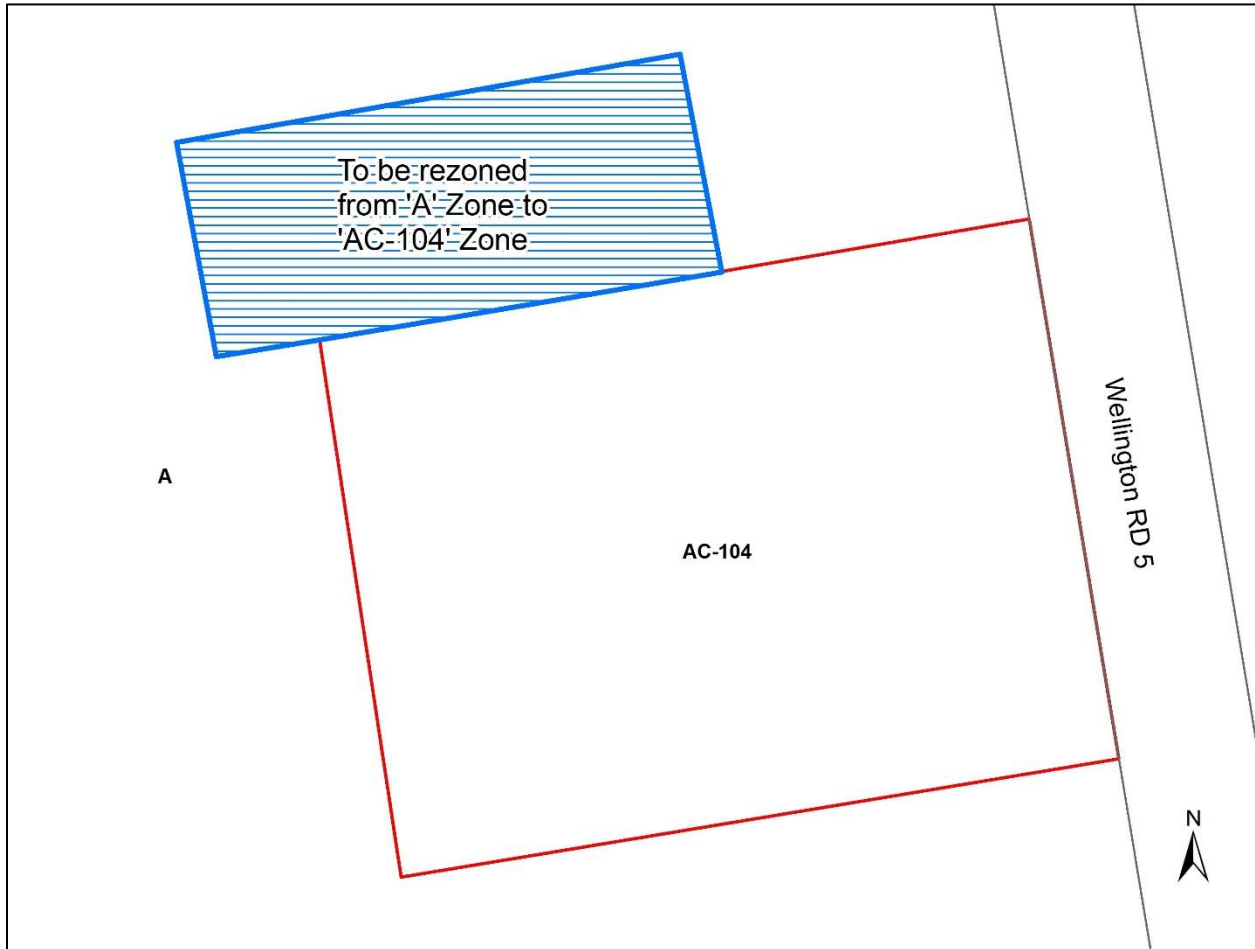 To be rezoned
from 'A' Zone to
'AC-104' Zone
A
AC-104
Wellington RD 5
N